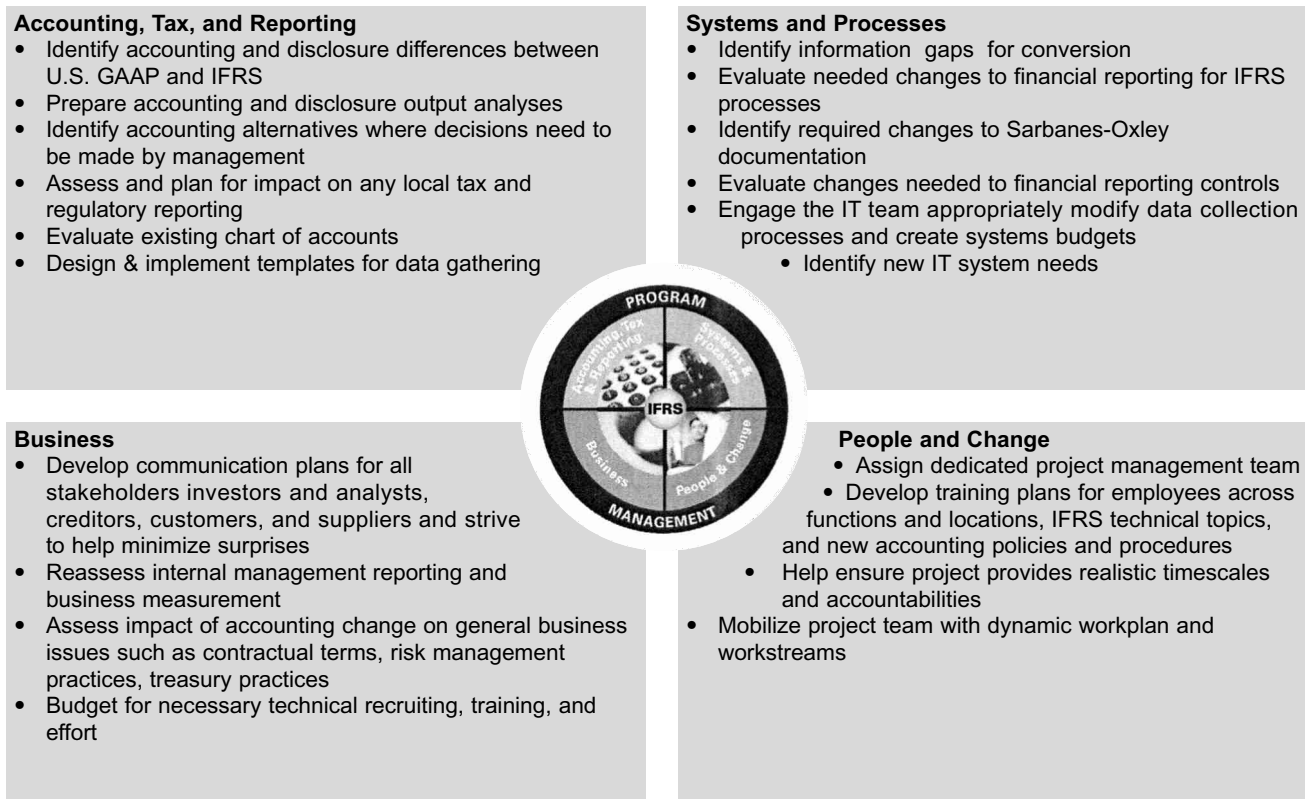 Accounting, Tax, and Reporting
• Identify accounting and disclosure differences between
U.S. GAAP and IFRS
• Prepare accounting and disclosure output analyses
• Identify accounting alternatives where decisions need to
be made by management
• Assess and plan for impact on any local tax and
regulatory reporting
• Evaluate existing chart of accounts
• Design & implement templates for data gathering
Systems and Processes
• Identify information gaps for conversion
• Evaluate needed changes to financial reporting for IFRS
processes
• Identify required changes to Sarbanes-Oxley
documentation
• Evaluate changes needed to financial reporting controls
• Engage the IT team appropriately modify data collection
processes and create systems budgets
• Identify new IT system needs
PROGRAM
Accounting, Tax
& Reporting
Systems &
Processes
IFRS
Business
People & Change
MANAGEMENT
Business
• Develop communication plans for all
stakeholders investors and analysts,
creditors, customers, and suppliers and strive
to help minimize surprises
• Reassess internal management reporting and
business measurement
• Assess impact of accounting change on general business
issues such as contractual terms, risk management
practices, treasury practices
• Budget for necessary technical recruiting, training, and
effort
People and Change
• Assign dedicated project management team
• Develop training plans for employees across
functions and locations, IFRS technical topics,
and new accounting policies and procedures
• Help ensure project provides realistic timescales
and accountabilities
• Mobilize project team with dynamic workplan and
workstreams